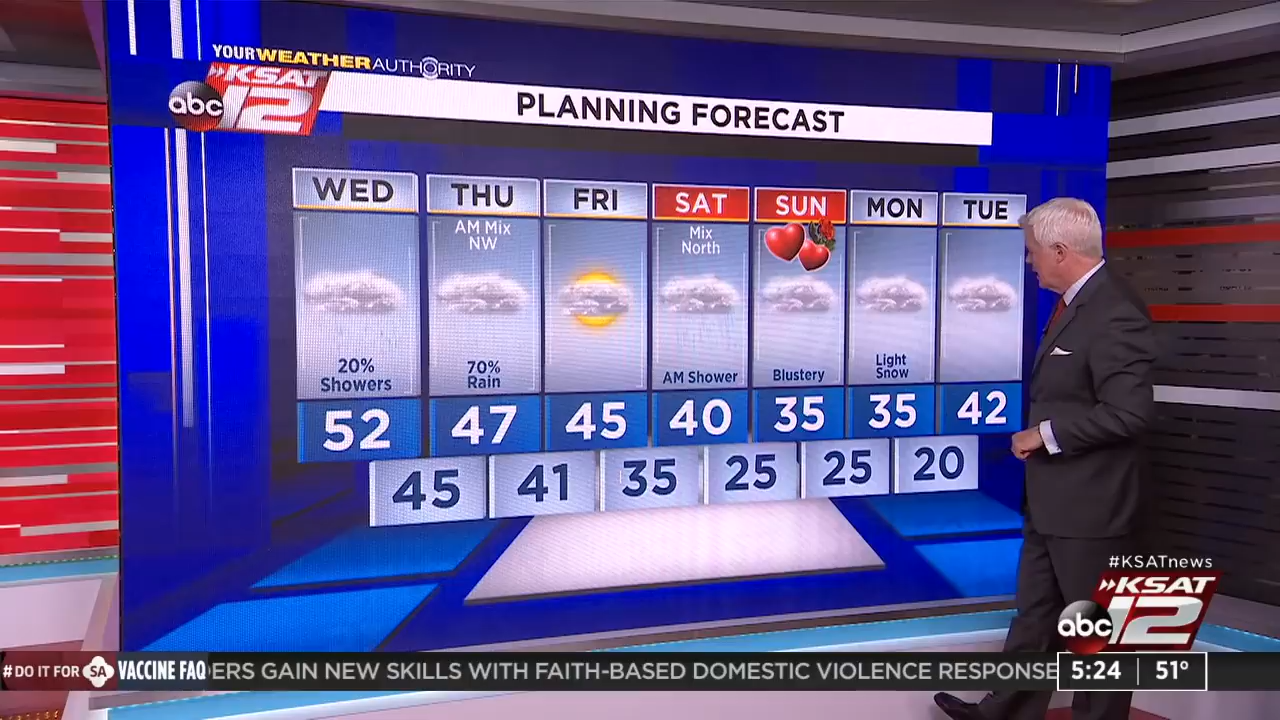 YOURWEATHERAUTHORITY
KSAT
abc 12
PLANNING FORECAST
WED THU FRI SAT SUN MON TUE
AM Mix
NW
Mix
North
20%
Showers
70%
Rain
AM Shower
Blustery
Light
Snow
52 47 45 40 35 35 42
45 41 35 25 25 20
#KSATnews
KSAT
abc 12
#DO IT FOR SA VACCINE FAQ ERS GAIN NEW SKILLS WITH FAITH-BASED DOMESTIC VIOLENCE RESPONSE 5:24 51°